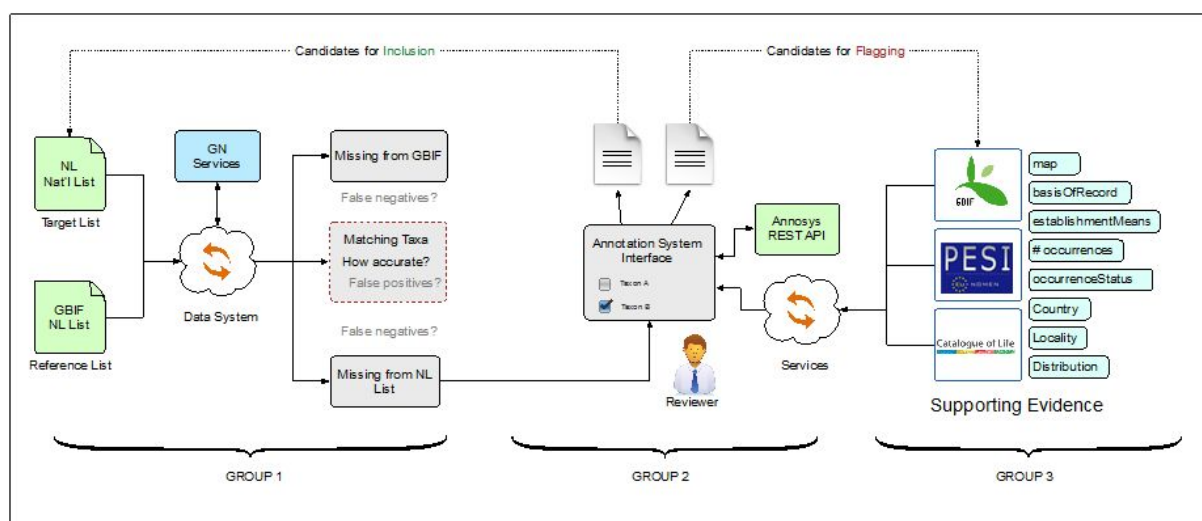 Candidates for Inclusion
Candidates for Flagging
NL
Nat'l List
Target List
GN
Services
Missing from GBIF
False negatives?
Matching Taxa
How accurate?
False positives?
False negatives?
Missing from NL
List
GBIF
NL List
Reference List
Data System
Annotation System
Interface
Taxon A
Taxon B
Annosys
REST API
Reviewer
Services
GBIF
PESI
EU NOMEN
Catalogue of Life
map
basisOfRecord
establishmentMeans
# occurrences
occurrenceStatus
Country
Locality
Distribution
Supporting Evidence
GROUP 1
GROUP 2
GROUP 3